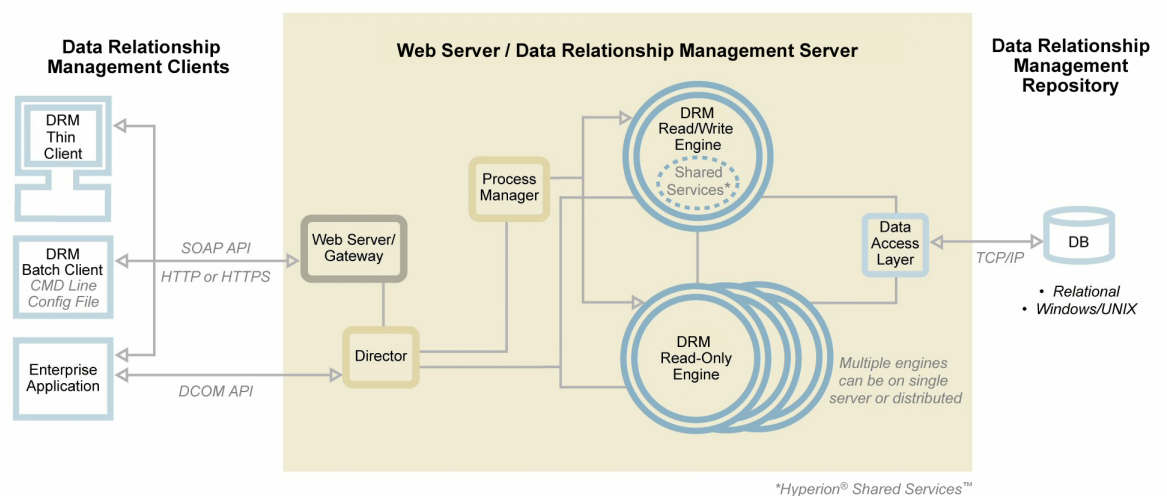 Data Relationship
Management Clients
Web Server / Data Relationship Management Server
Data Relationship
Management
Repository
DRM
Thin
Client
DRM
Batch Client
CMD Line
Config File
Enterprise
Application
SOAP API
HTTP or HTTPS
DCOM API
Web Server/
Gateway
Director
Process
Manager
DRM
Read/Write
Engine
Shared
Services*
DRM
Read-Only
Engine
Multiple engines
can be on single
server or distributed
Data
Access
Layer
TCP/IP
DB
• Relational
• Windows/UNIX
*Hyperion® Shared Services™